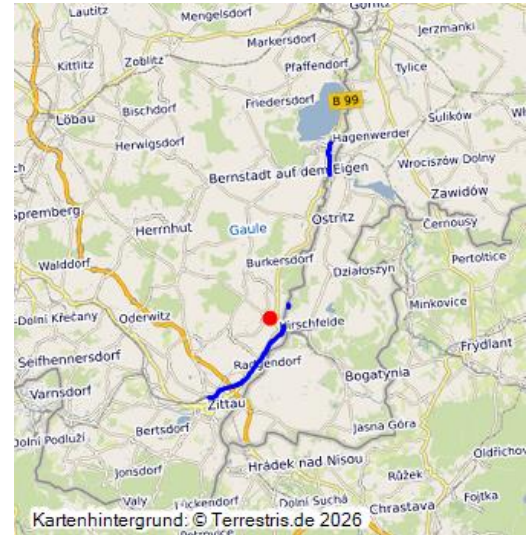 Lautitz
Mengelsdorf
Görlitz
Markersdorf
Jerzmanki
Kittlitz
Zoblitz
Pfaffendorf
Tylice
Löbau
Bischdorf
Friedersdorf
B 99
Sulików
Herwigsdorf
Hagenwerder
Bernstadt auf dem Eigen
Wrociszów Dolny
Zawidów
Spremberg
Herrnhut
Gaule
Ostritz
Černousy
Walddorf
Burkersdorf
Działoszyn
Pertoltice
Dolní Křečany
Oderwitz
Hirschfelde
Minkovice
Seifhennersdorf
Radgendorf
Frýdlant
Varnsdorf
Zittau
Bogatynia
Dolní Podluží
Bertsdorf
Jasna Góra
Jonsdorf
Hrádek nad Nisou
Růžek
Valy
Lückendorf
Dolní Suchá
Chrastava
Fojtka
Kartenhintergrund: © Terrestris.de 2026